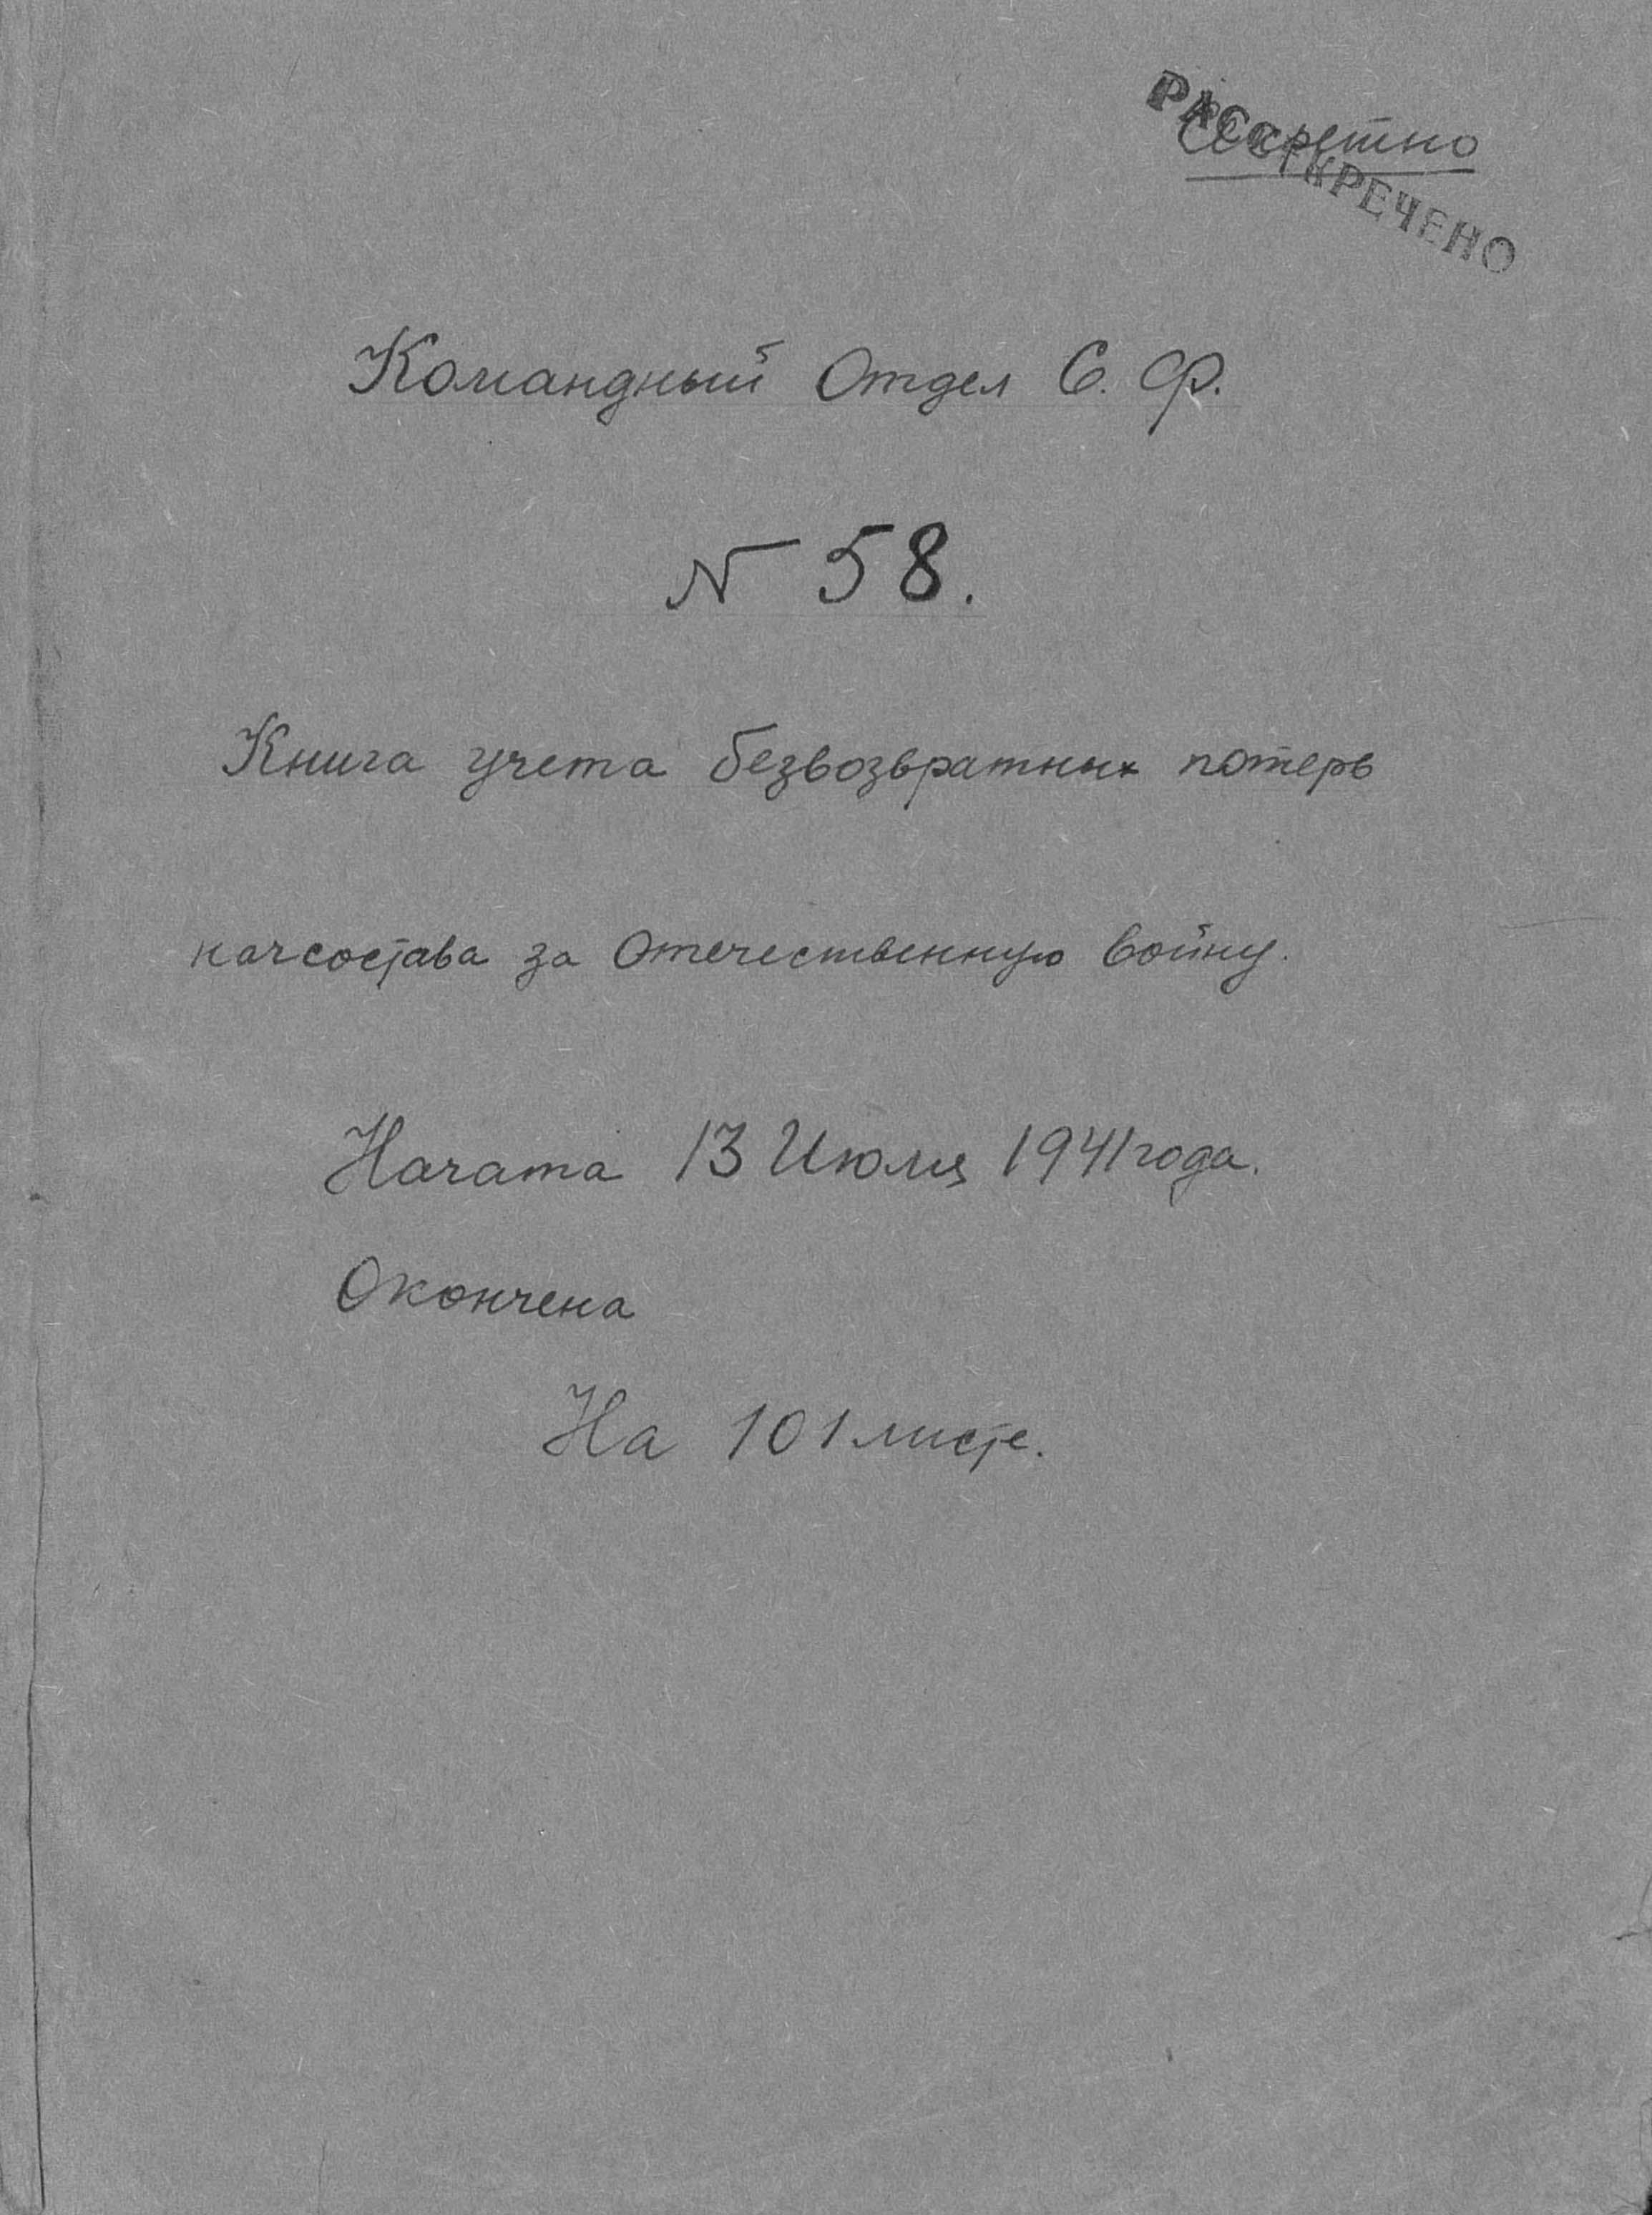 Секретно
РАССЕКРЕЧЕНО
Командный Отдел С. Ф.
N 58.
Книга учета безвозвратных потерь
начсостава за Отечественную войну.
Начата 13 Июля 1941 года.
Окончена
На 101 листе.